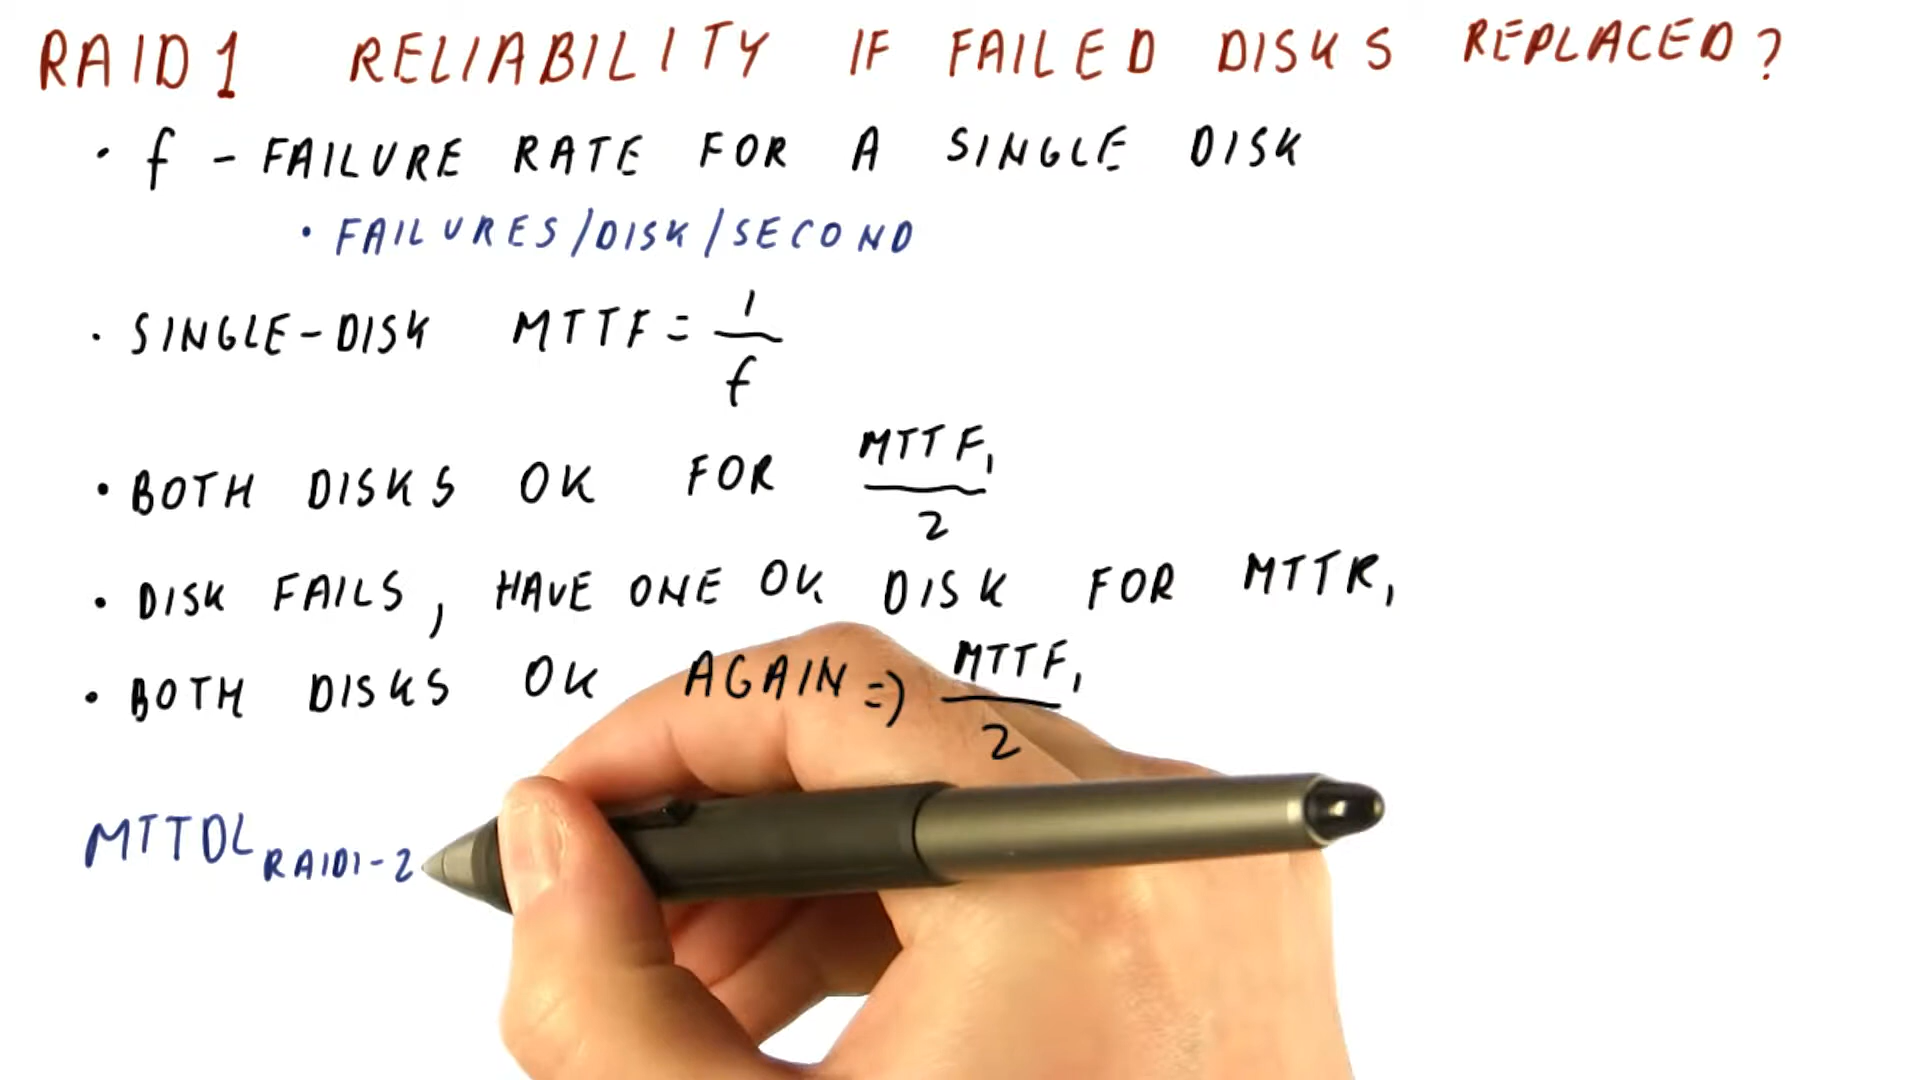 RAID1 RELIABILITY IF FAILED DISKS REPLACED?
• f - FAILURE RATE FOR A SINGLE DISK
• FAILURES/DISK/SECOND
• SINGLE-DISK MTTF = 1/f
• BOTH DISKS OK FOR MTTF₁/2
• DISK FAILS, HAVE ONE OK DISK FOR MTTR₁
• BOTH DISKS OK AGAIN => MTTF₁/2
MTTDL RAID1-2